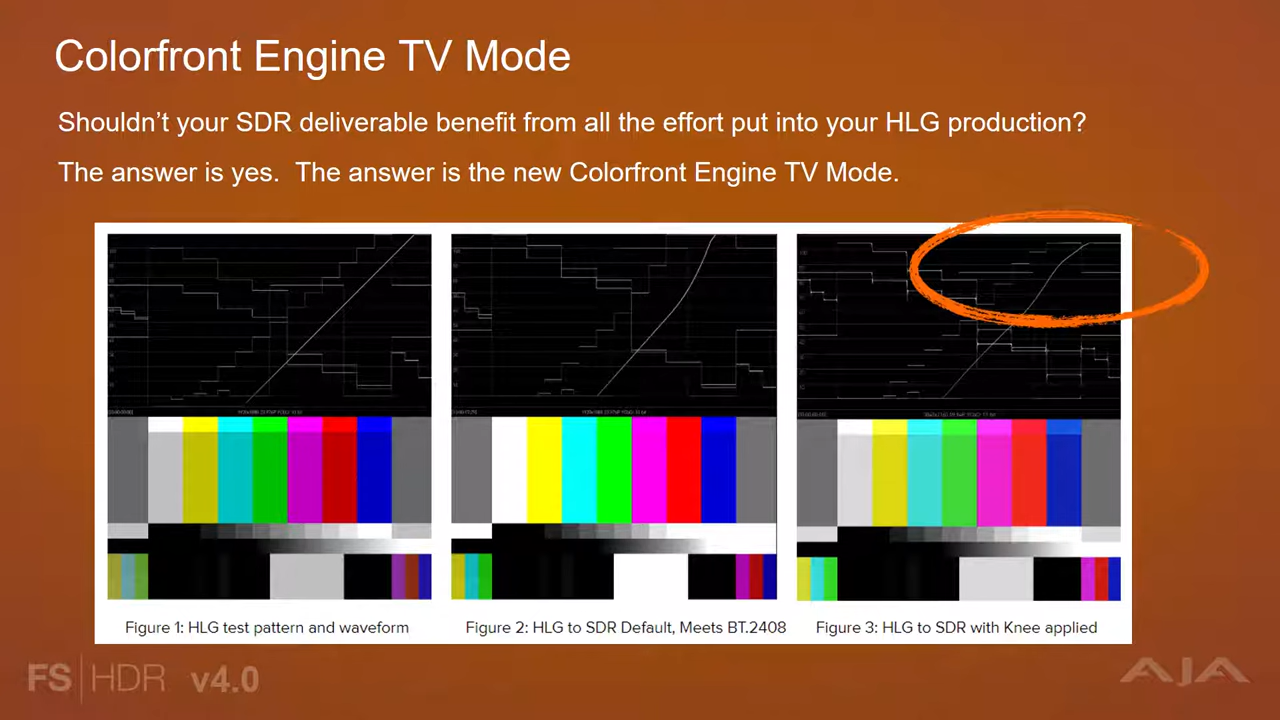 Colorfront Engine TV Mode
Shouldn't your SDR deliverable benefit from all the effort put into your HLG production?
The answer is yes.  The answer is the new Colorfront Engine TV Mode.
Figure 1: HLG test pattern and waveform
Figure 2: HLG to SDR Default, Meets BT.2408
Figure 3: HLG to SDR with Knee applied
FS|HDR v4.0
AJA